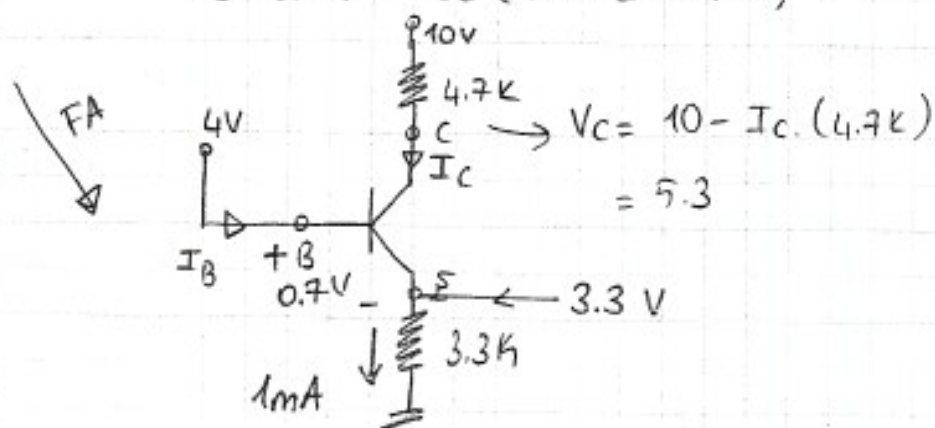 10V
FA
4.7K
4V
C → VC = 10 - IC. (4.7K)
IC
= 5.3
IB
+ B
0.7V -
E
3.3 V
3.3K
1mA